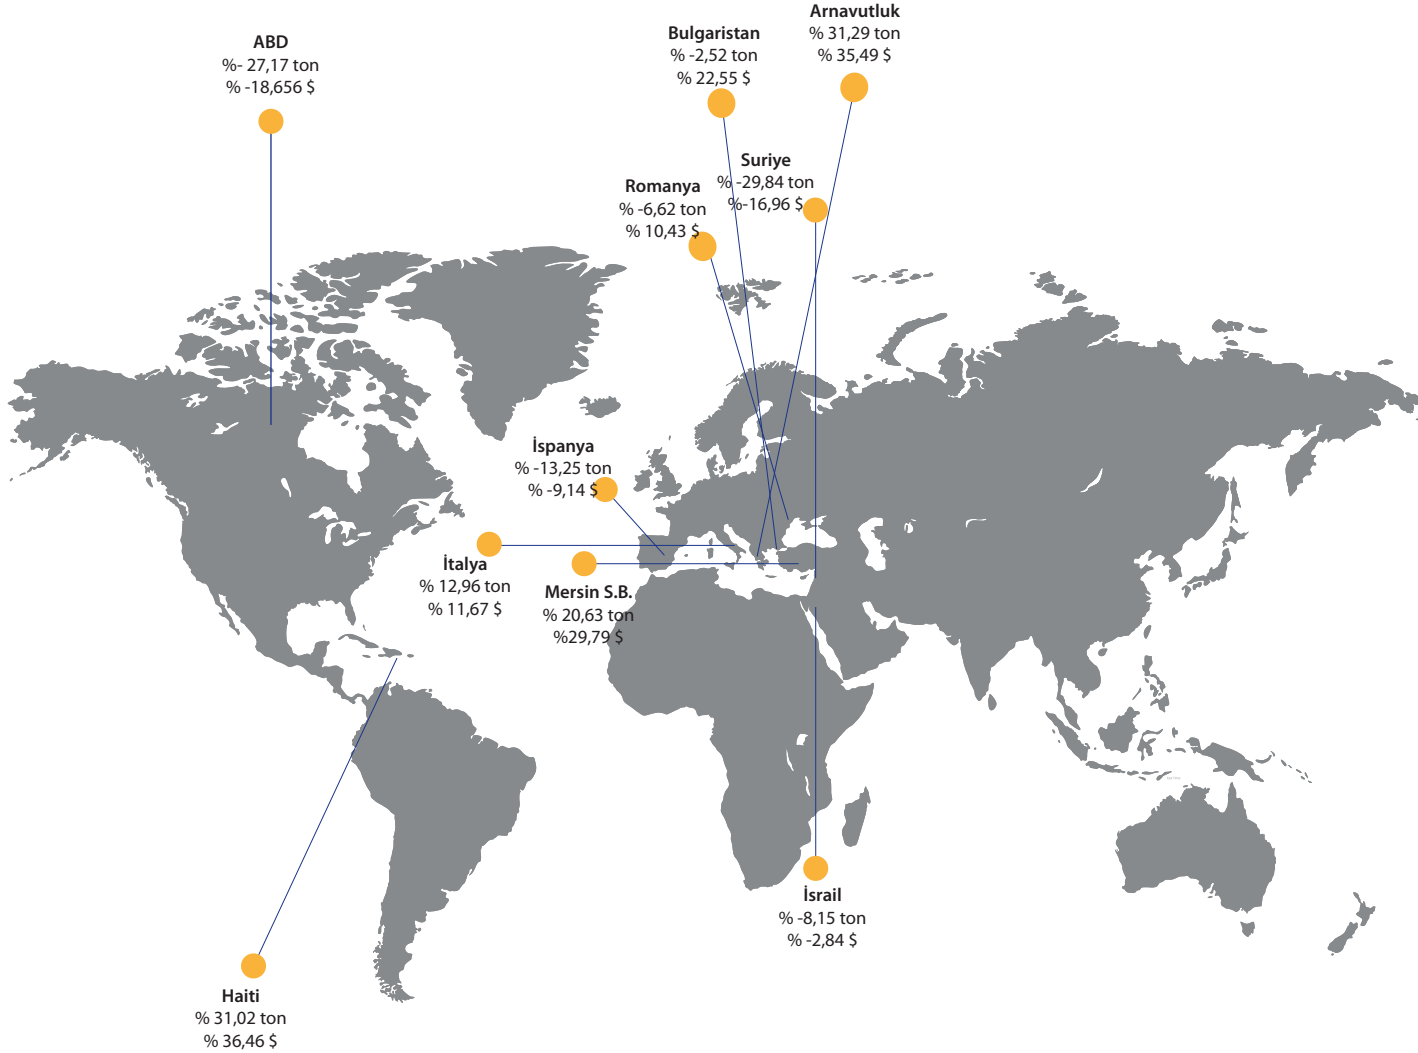 Arnavutluk
% 31,29 ton
% 35,49 $
Bulgaristan
% -2,52 ton
% 22,55 $
ABD
%- 27,17 ton
% -18,656 $
Suriye
% -29,84 ton
%-16,96 $
Romanya
% -6,62 ton
% 10,43 $
İspanya
% -13,25 ton
% -9,14 $
İtalya
% 12,96 ton
% 11,67 $
Mersin S.B.
% 20,63 ton
%29,79 $
İsrail
% -8,15 ton
% -2,84 $
Haiti
% 31,02 ton
% 36,46 $